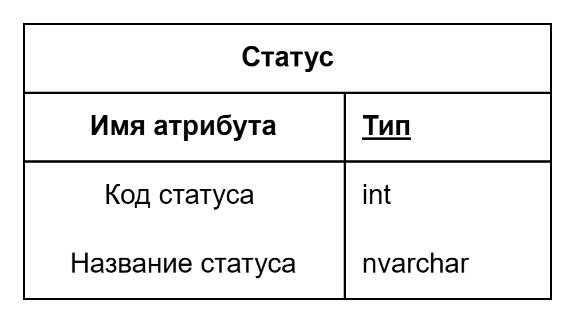 Статус
Имя атрибута Тип
Код статуса int
Название статуса nvarchar